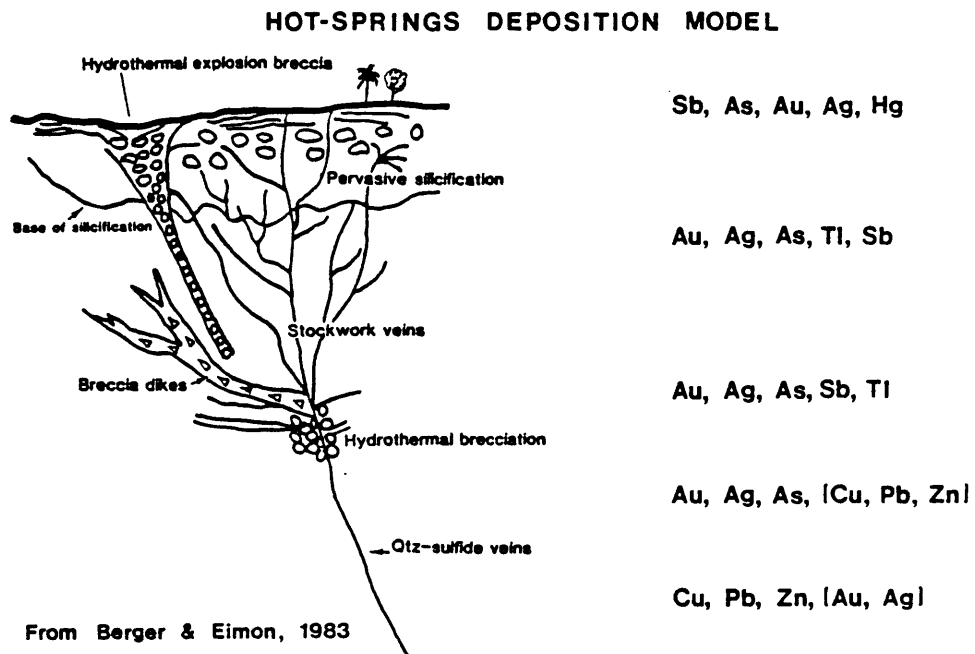 HOT-SPRINGS DEPOSITION MODEL
Hydrothermal explosion breccia
Sb, As, Au, Ag, Hg
Pervasive silicification
Base of silicification
Au, Ag, As, Tl, Sb
Stockwork veins
Breccia dikes
Au, Ag, As, Sb, Tl
Hydrothermal brecciation
Au, Ag, As, [Cu, Pb, Zn]
Qtz-sulfide veins
Cu, Pb, Zn, [Au, Ag]
From Berger & Eimon, 1983